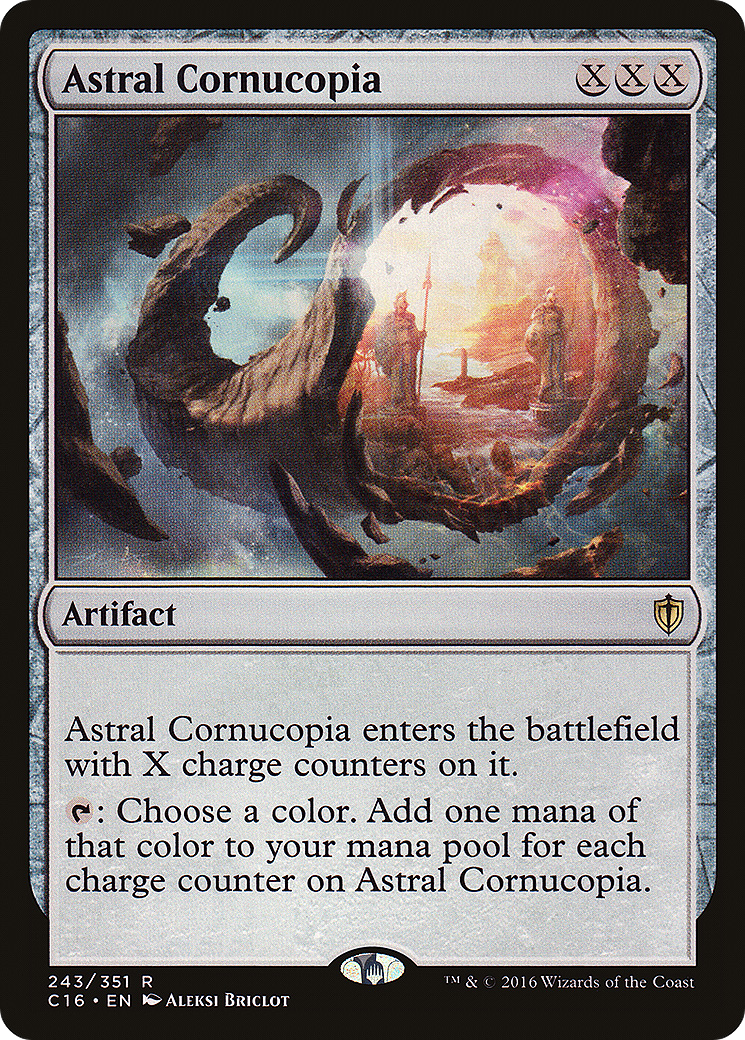 Astral Cornucopia XXX
Artifact
Astral Cornucopia enters the battlefield
with X charge counters on it.
: Choose a color. Add one mana of
that color to your mana pool for each
charge counter on Astral Cornucopia.
243/351 R
C16 • EN Aleksi Briclot
™ & © 2016 Wizards of the Coast